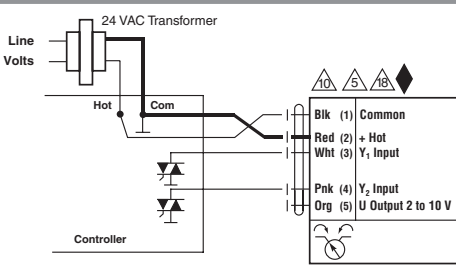 24 VAC Transformer
Line
Volts
10 5 18
Hot Com
Blk (1) Common
Red (2) + Hot
Wht (3) Y₁ Input
Pnk (4) Y₂ Input
Org (5) U Output 2 to 10 V
Controller